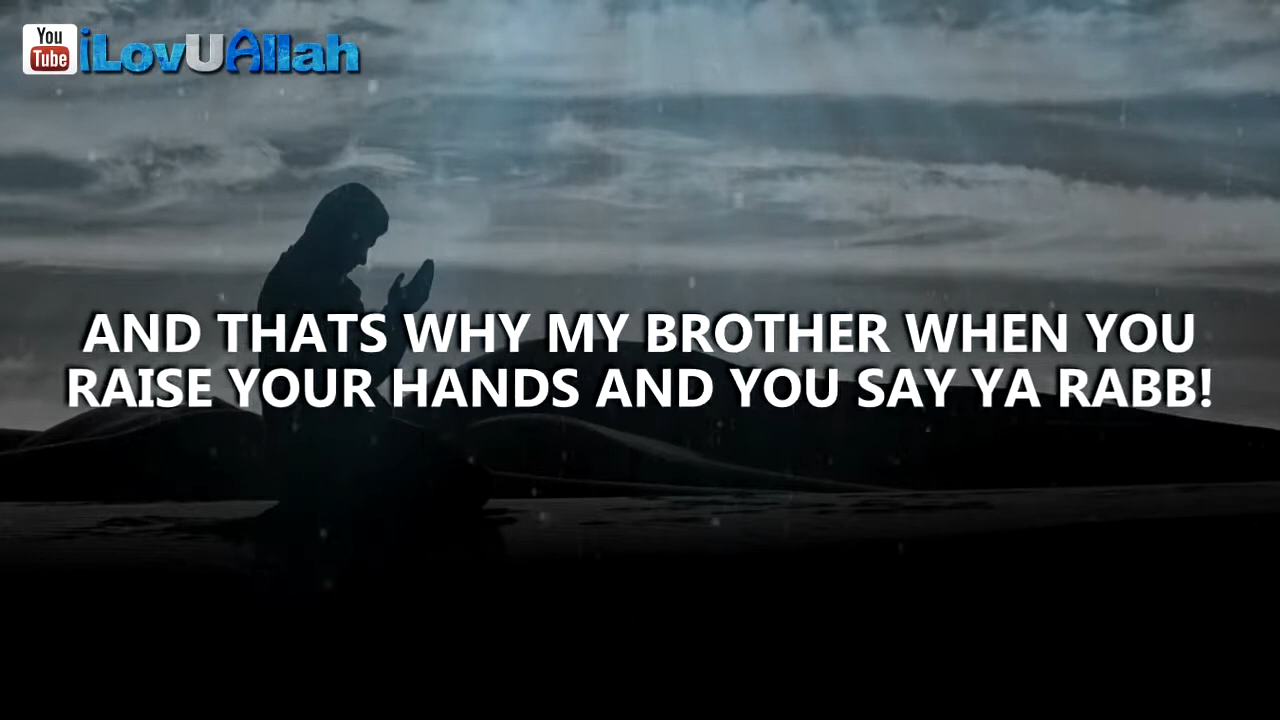 You
Tube iLovUAllah
AND THATS WHY MY BROTHER WHEN YOU
RAISE YOUR HANDS AND YOU SAY YA RABB!